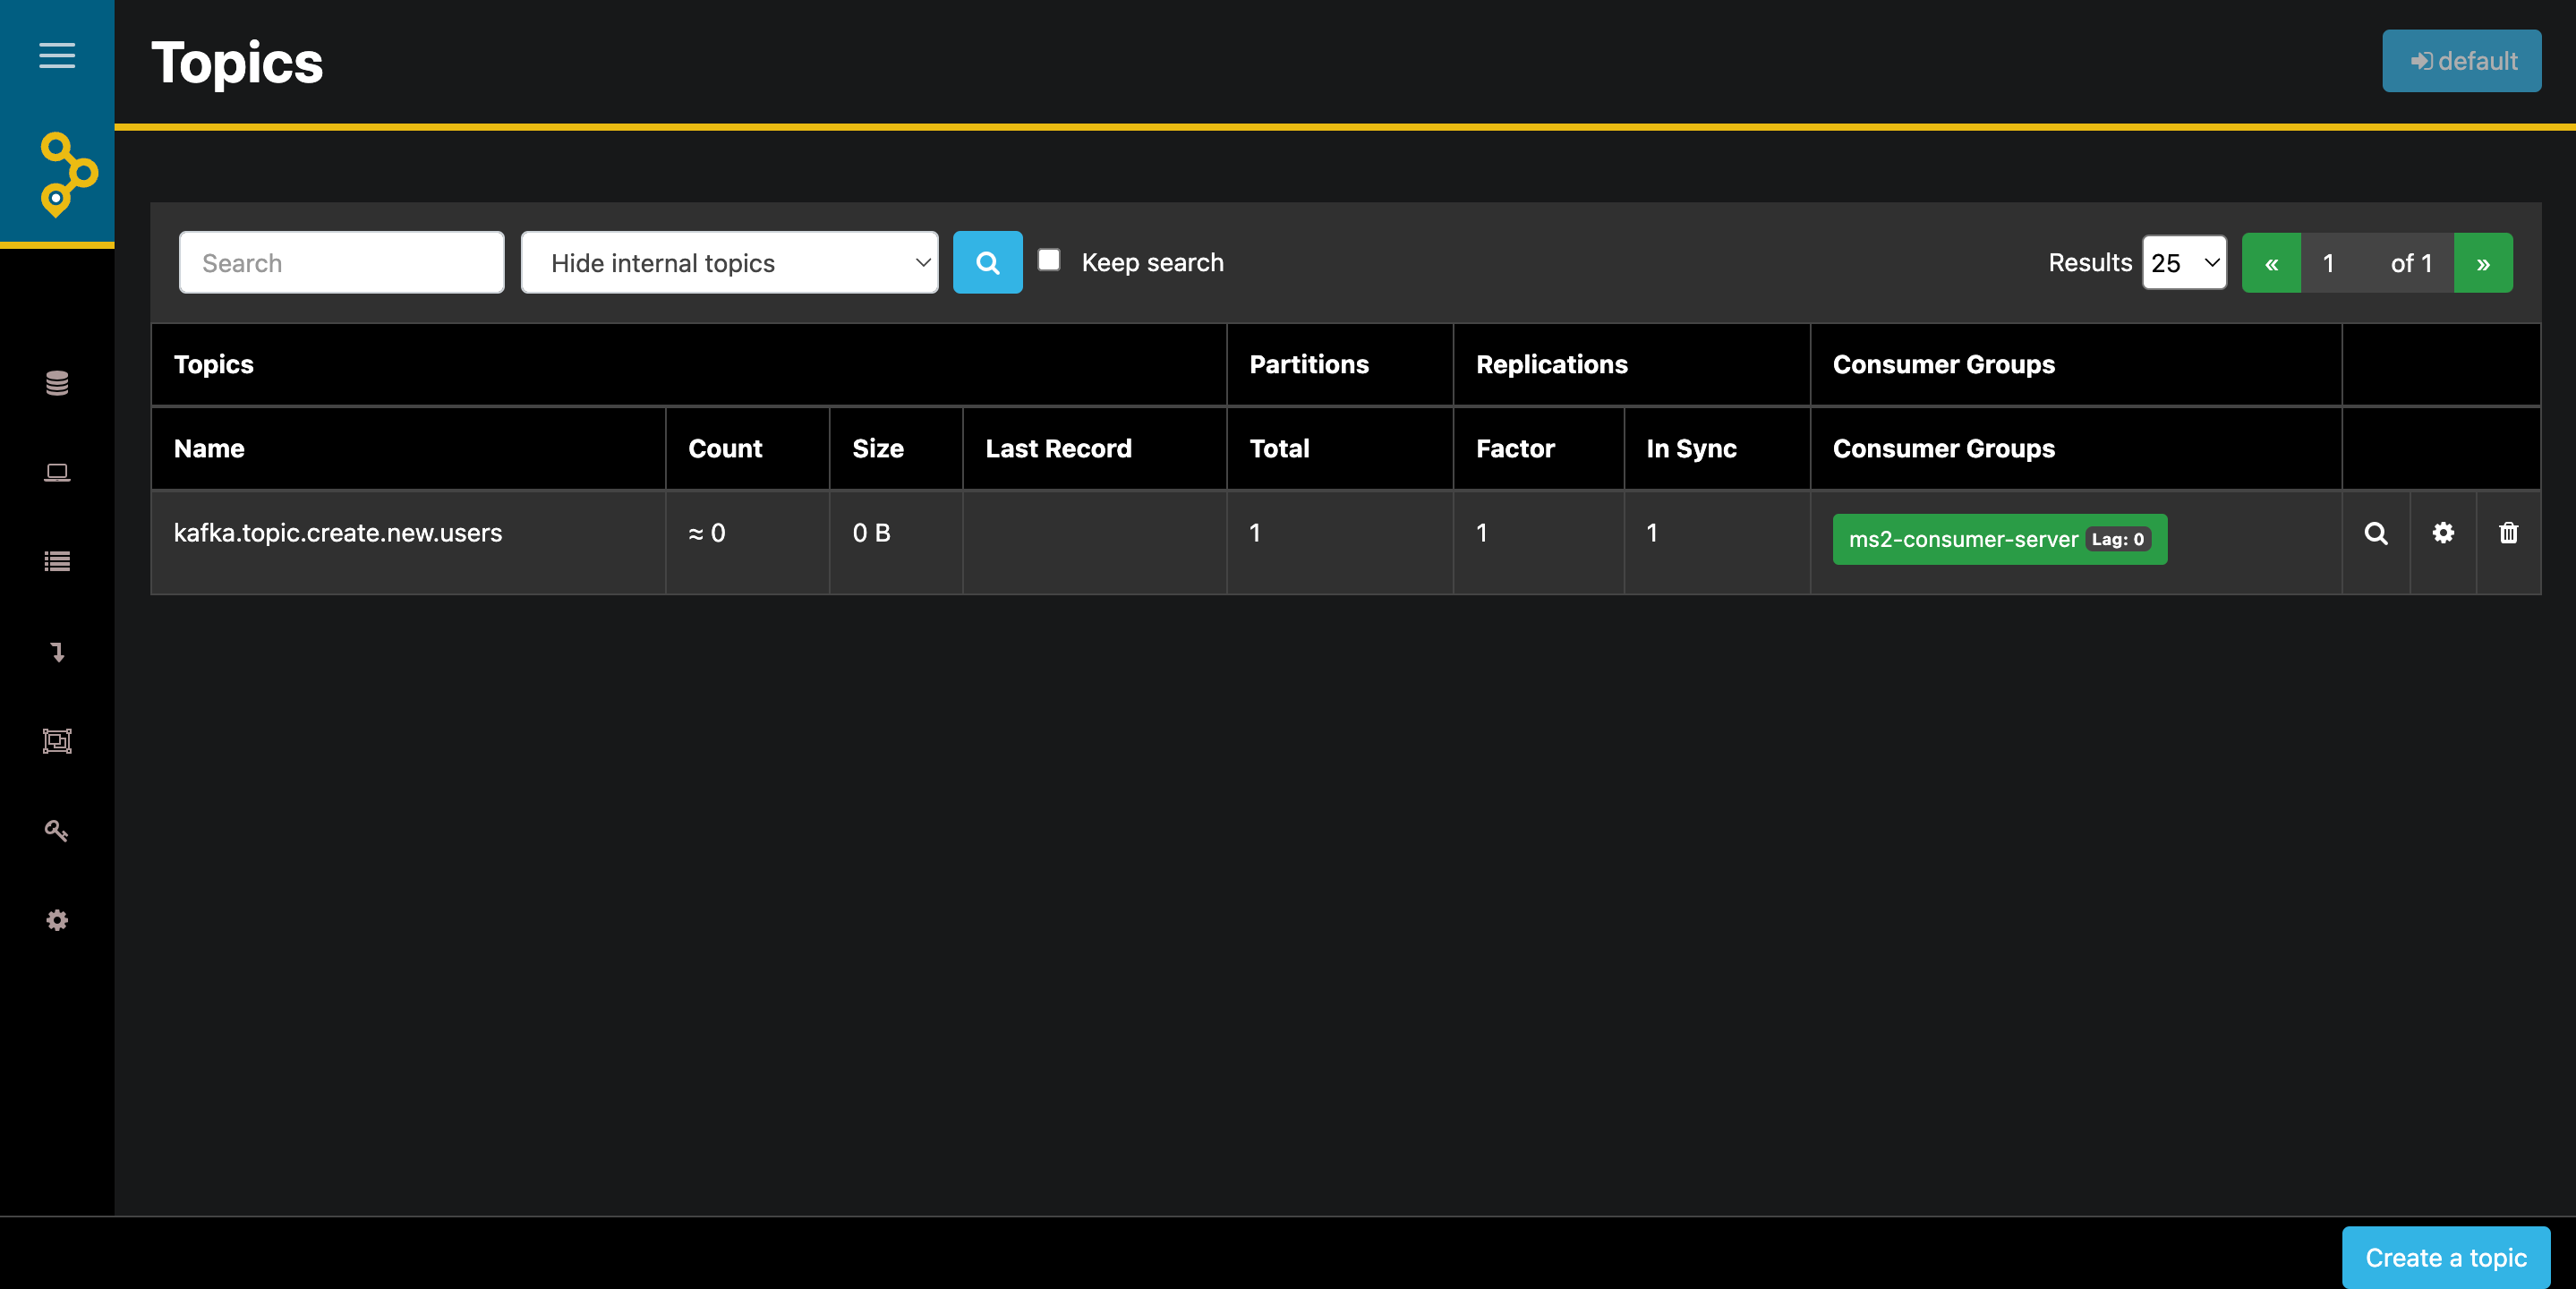 Topics
default
Search
Hide internal topics
Keep search
Results 25 « 1 of 1 »
Topics Partitions Replications Consumer Groups
Name Count Size Last Record Total Factor In Sync Consumer Groups
kafka.topic.create.new.users ≈ 0 0 B 1 1 1 ms2-consumer-server Lag: 0
Create a topic